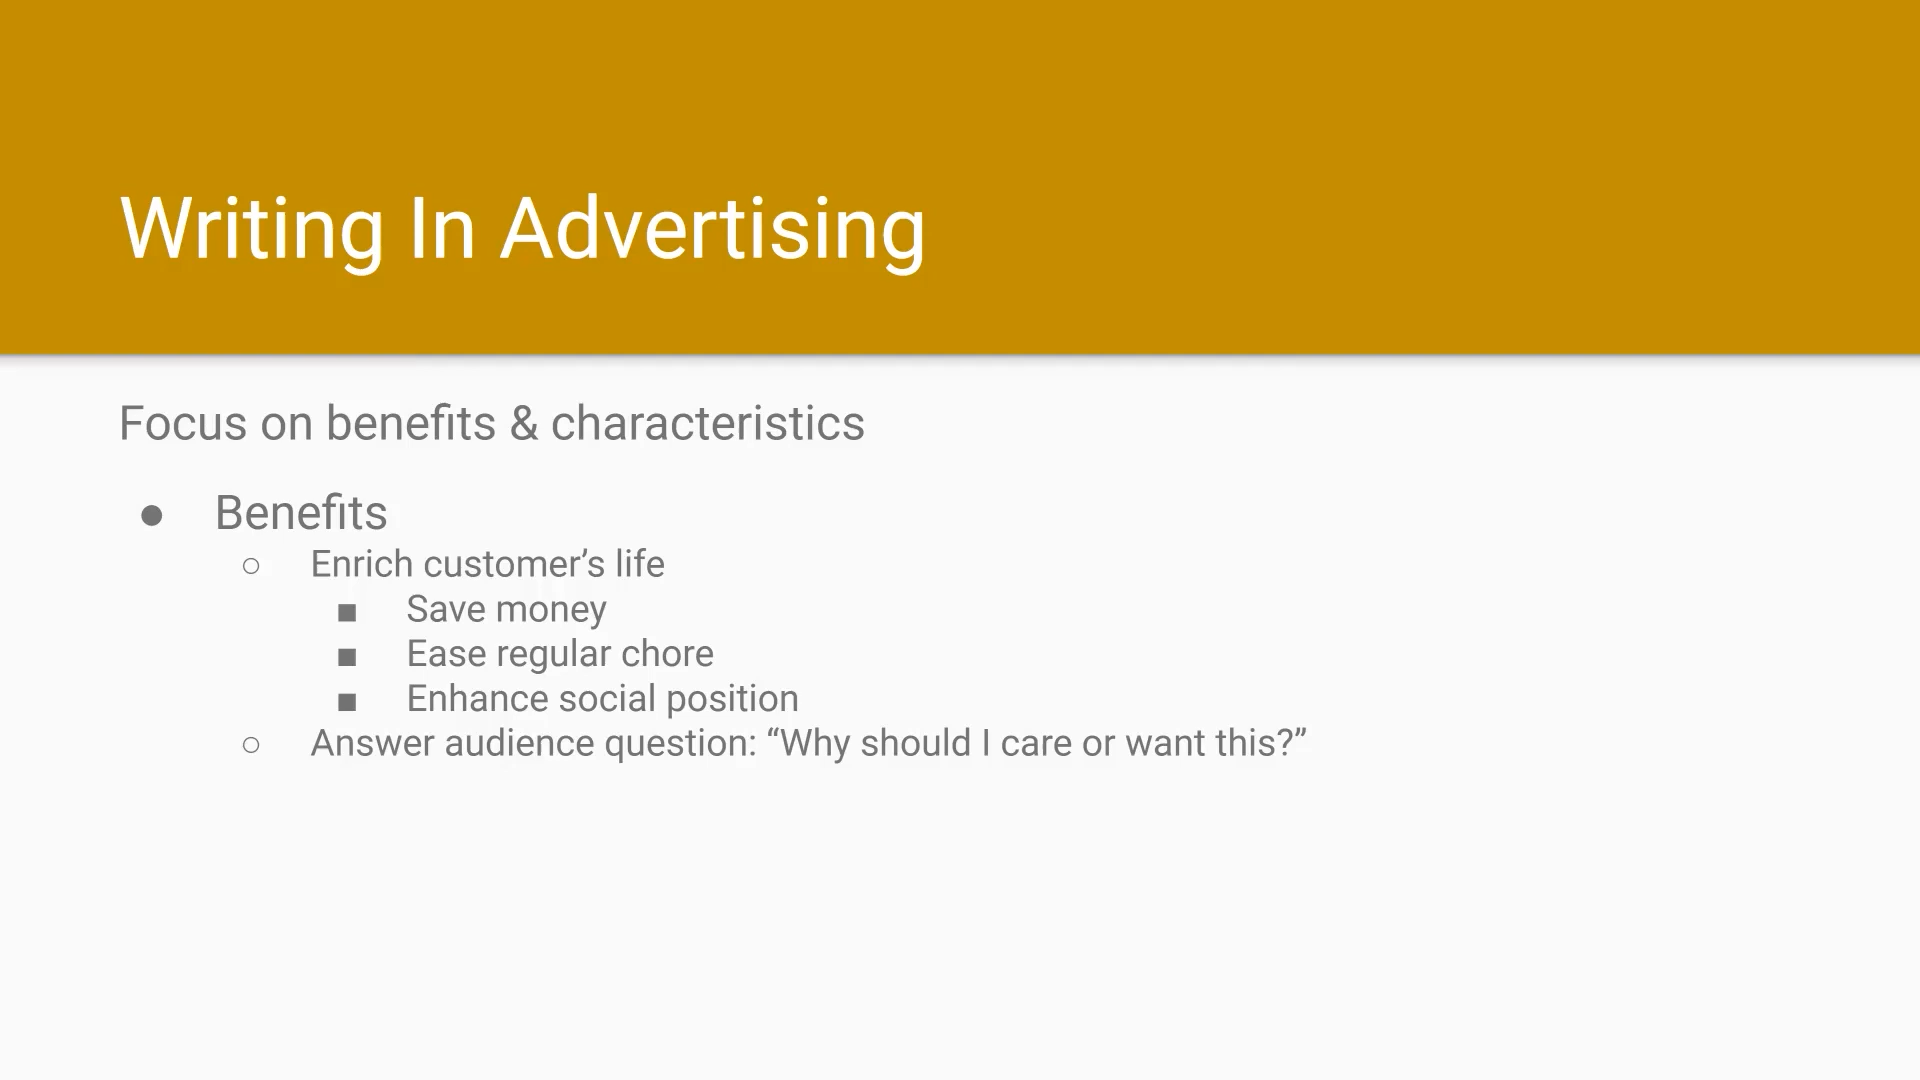 Writing In Advertising
Focus on benefits & characteristics
● Benefits
○ Enrich customer’s life
■ Save money
■ Ease regular chore
■ Enhance social position
○ Answer audience question: “Why should I care or want this?”